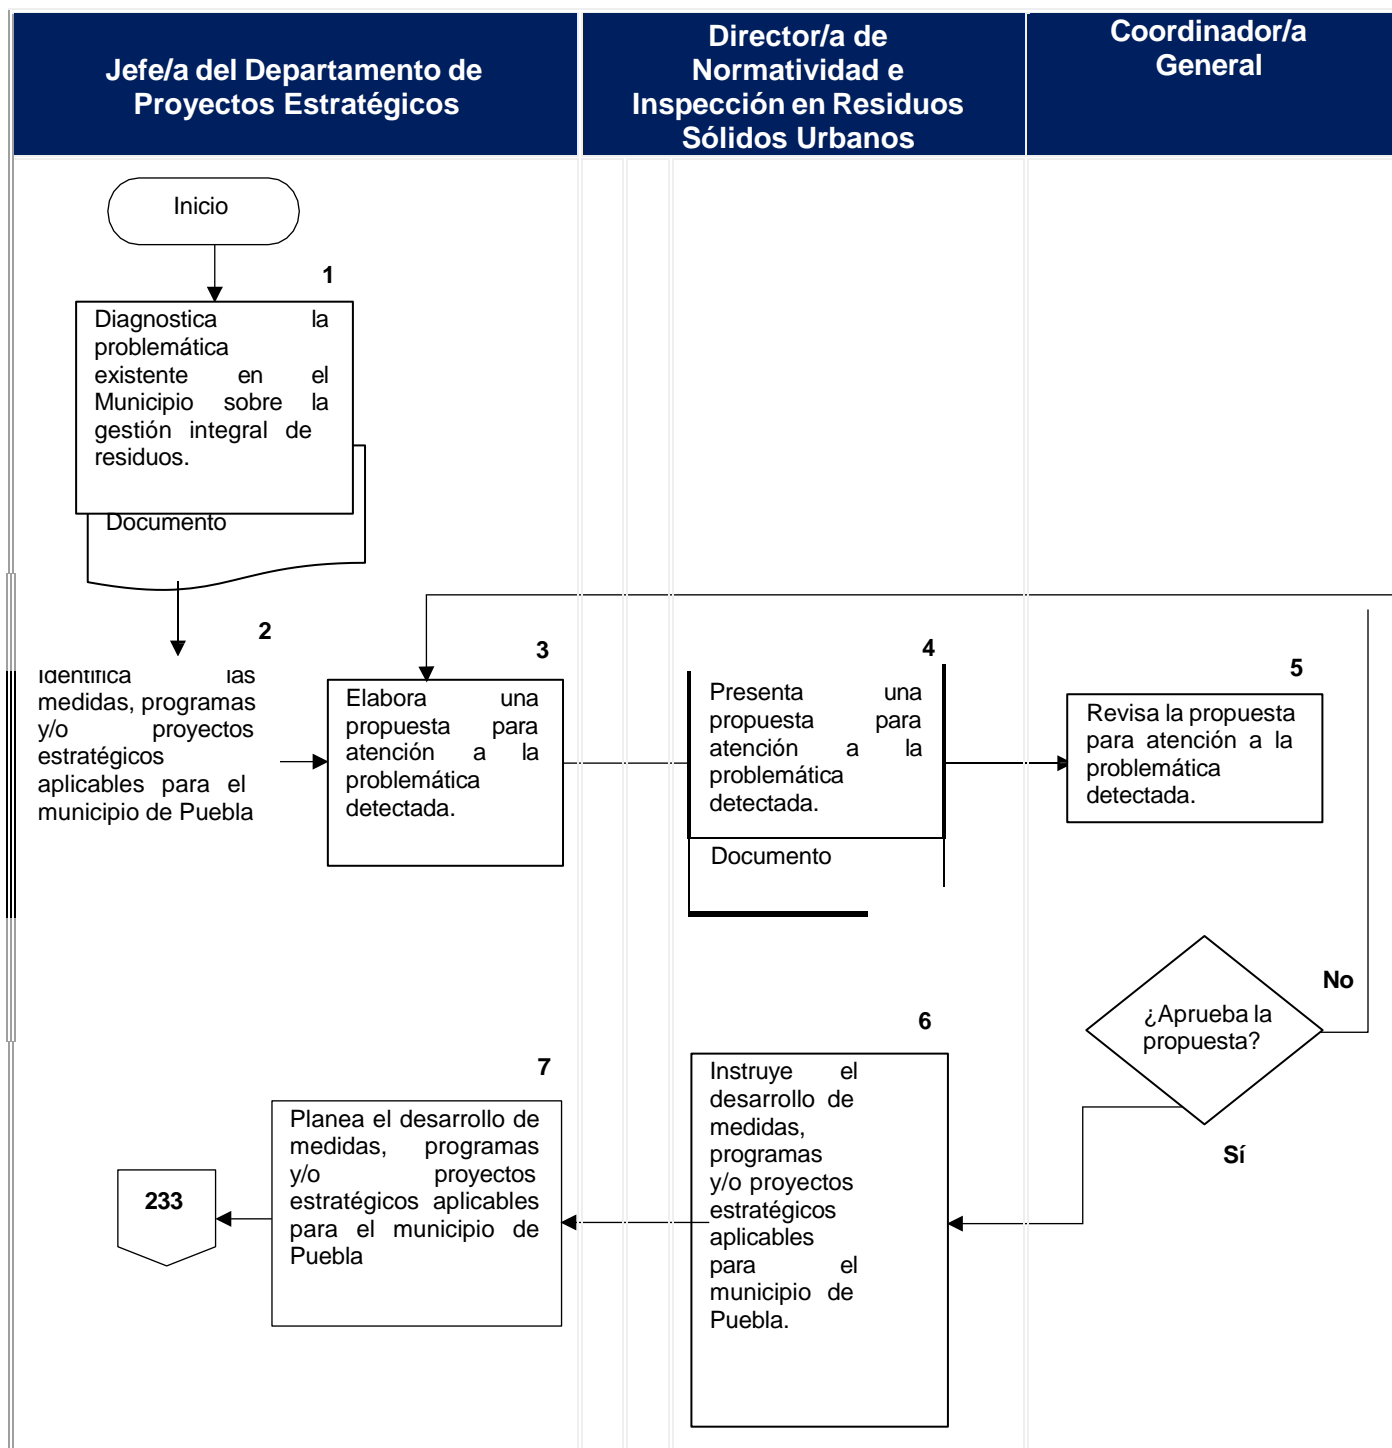 Jefe/a del Departamento de
Proyectos Estratégicos
Director/a de
Normatividad e
Inspección en Residuos
Sólidos Urbanos
Coordinador/a
General
Inicio
1
Diagnostica la
problemática
existente en el
Municipio sobre la
gestión integral de
residuos.
Documento
2
Identifica las
medidas, programas
y/o proyectos
estratégicos
aplicables para el
municipio de Puebla
3
Elabora una
propuesta para
atención a la
problemática
detectada.
4
Presenta una
propuesta para
atención a la
problemática
detectada.
Documento
5
Revisa la propuesta
para atención a la
problemática
detectada.
¿Aprueba la
propuesta?
No
Sí
6
Instruye el
desarrollo de
medidas,
programas
y/o proyectos
estratégicos
aplicables
para el
municipio de
Puebla.
7
Planea el desarrollo de
medidas, programas
y/o proyectos
estratégicos aplicables
para el municipio de
Puebla
233